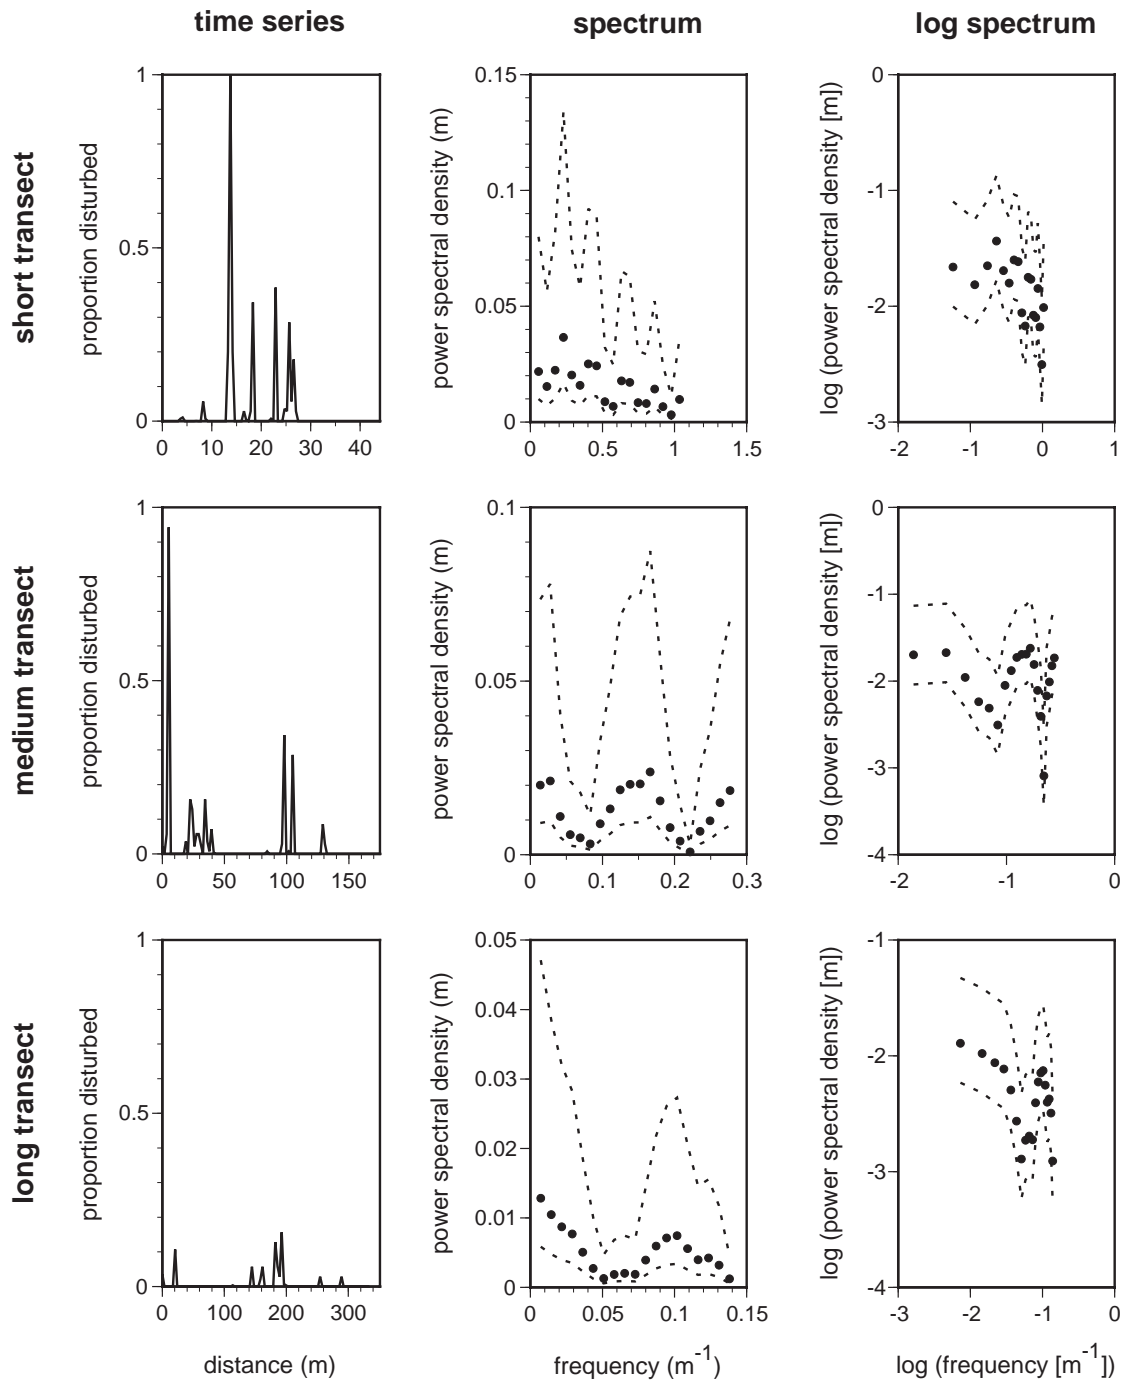 time series
spectrum
log spectrum
short transect
proportion disturbed
1
0.5
0
0 10 20 30 40
power spectral density (m)
0.15
0.1
0.05
0
0 0.5 1 1.5
log (power spectral density [m])
0
-1
-2
-3
-2 -1 0 1
medium transect
proportion disturbed
1
0.5
0
0 50 100 150
power spectral density (m)
0.1
0.05
0
0 0.1 0.2 0.3
log (power spectral density [m])
0
-1
-2
-3
-4
-2 -1 0
long transect
proportion disturbed
1
0.5
0
0 100 200 300
distance (m)
power spectral density (m)
0.05
0.04
0.03
0.02
0.01
0
0 0.05 0.1 0.15
frequency (m⁻¹)
log (power spectral density [m])
-1
-2
-3
-4
-3 -2 -1 0
log (frequency [m⁻¹])